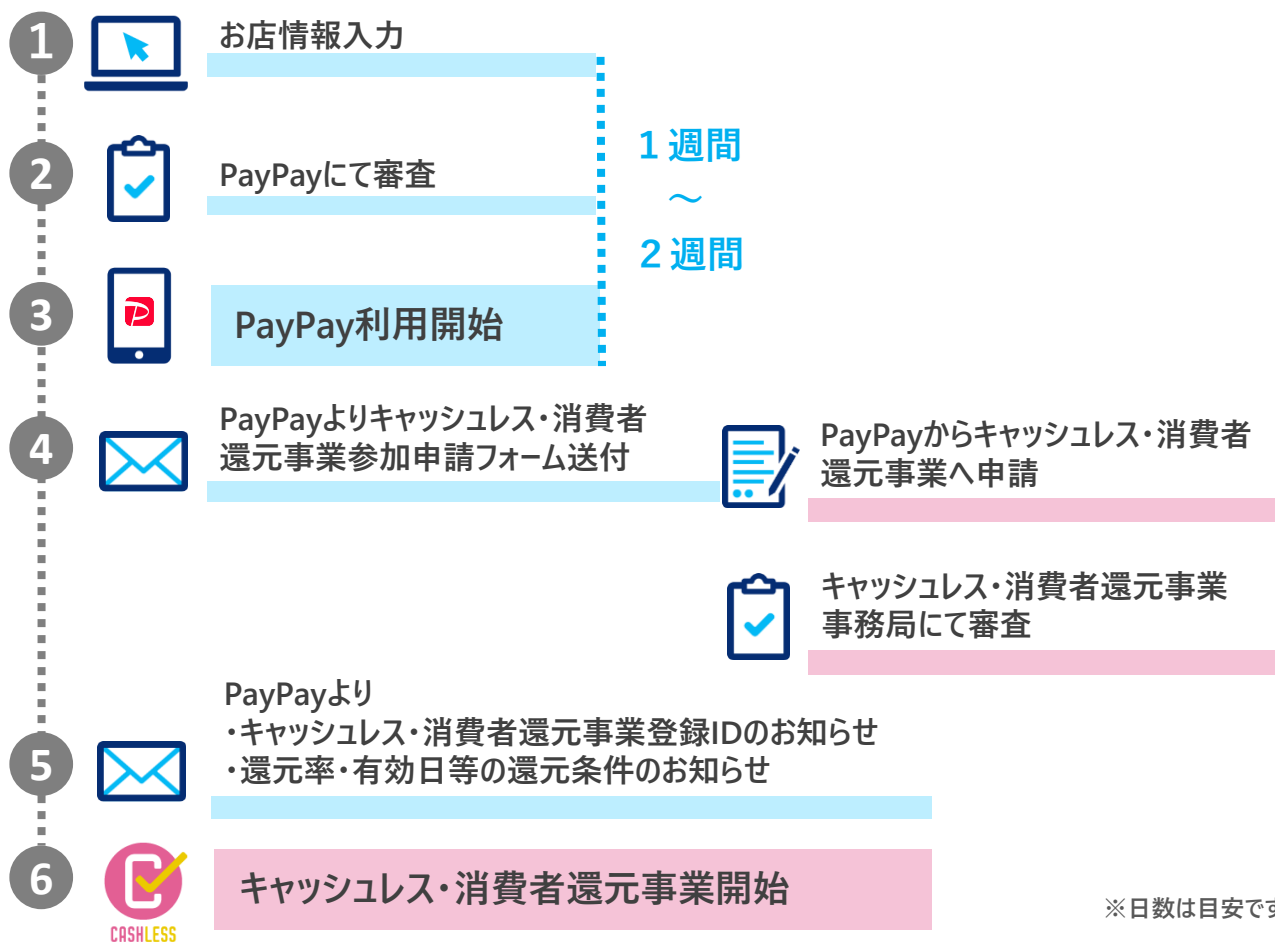 1
お店情報入力
2
PayPayにて審査
1週間
～
2週間
3
PayPay利用開始
4
PayPayよりキャッシュレス・消費者
還元事業参加申請フォーム送付
PayPayからキャッシュレス・消費者
還元事業へ申請
キャッシュレス・消費者還元事業
事務局にて審査
5
PayPayより
・キャッシュレス・消費者還元事業登録IDのお知らせ
・還元率・有効日等の還元条件のお知らせ
6
CASHLESS
キャッシュレス・消費者還元事業開始
※日数は目安です